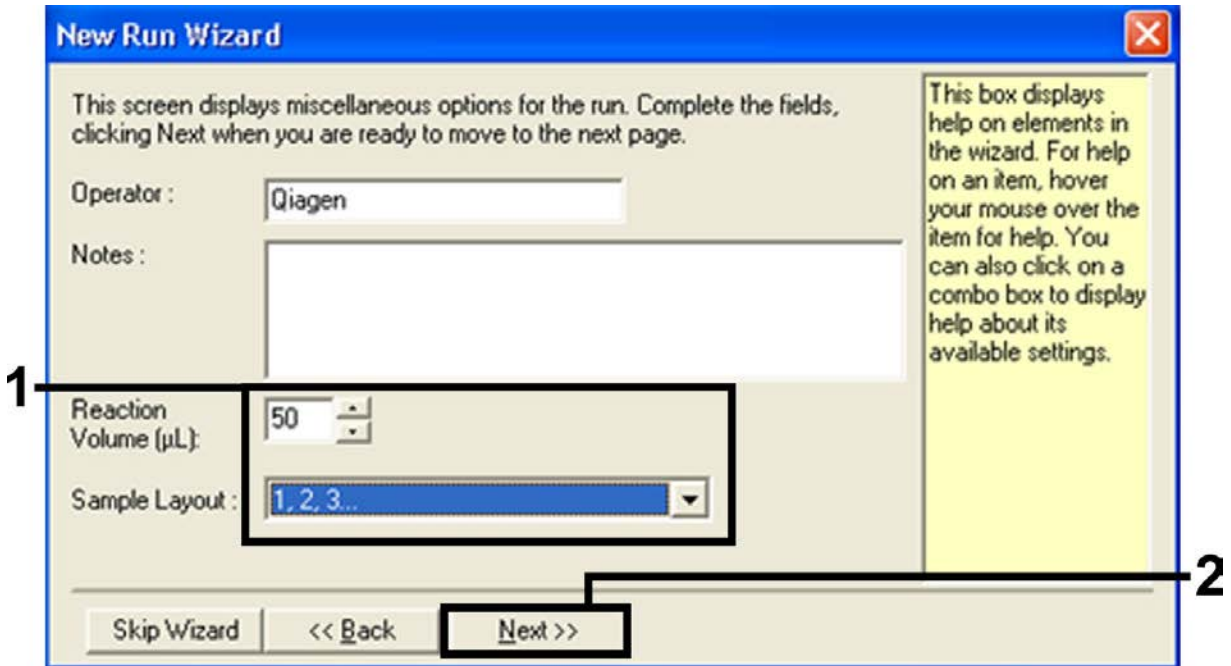 New Run Wizard
This screen displays miscellaneous options for the run. Complete the fields,
clicking Next when you are ready to move to the next page.
This box displays
help on elements in
the wizard. For help
on an item, hover
your mouse over the
item for help. You
can also click on a
combo box to display
help about its
available settings.
Operator :
Qiagen
Notes :
1
Reaction
Volume (µL):
50
Sample Layout :
1, 2, 3...
2
Skip Wizard
<< Back
Next >>